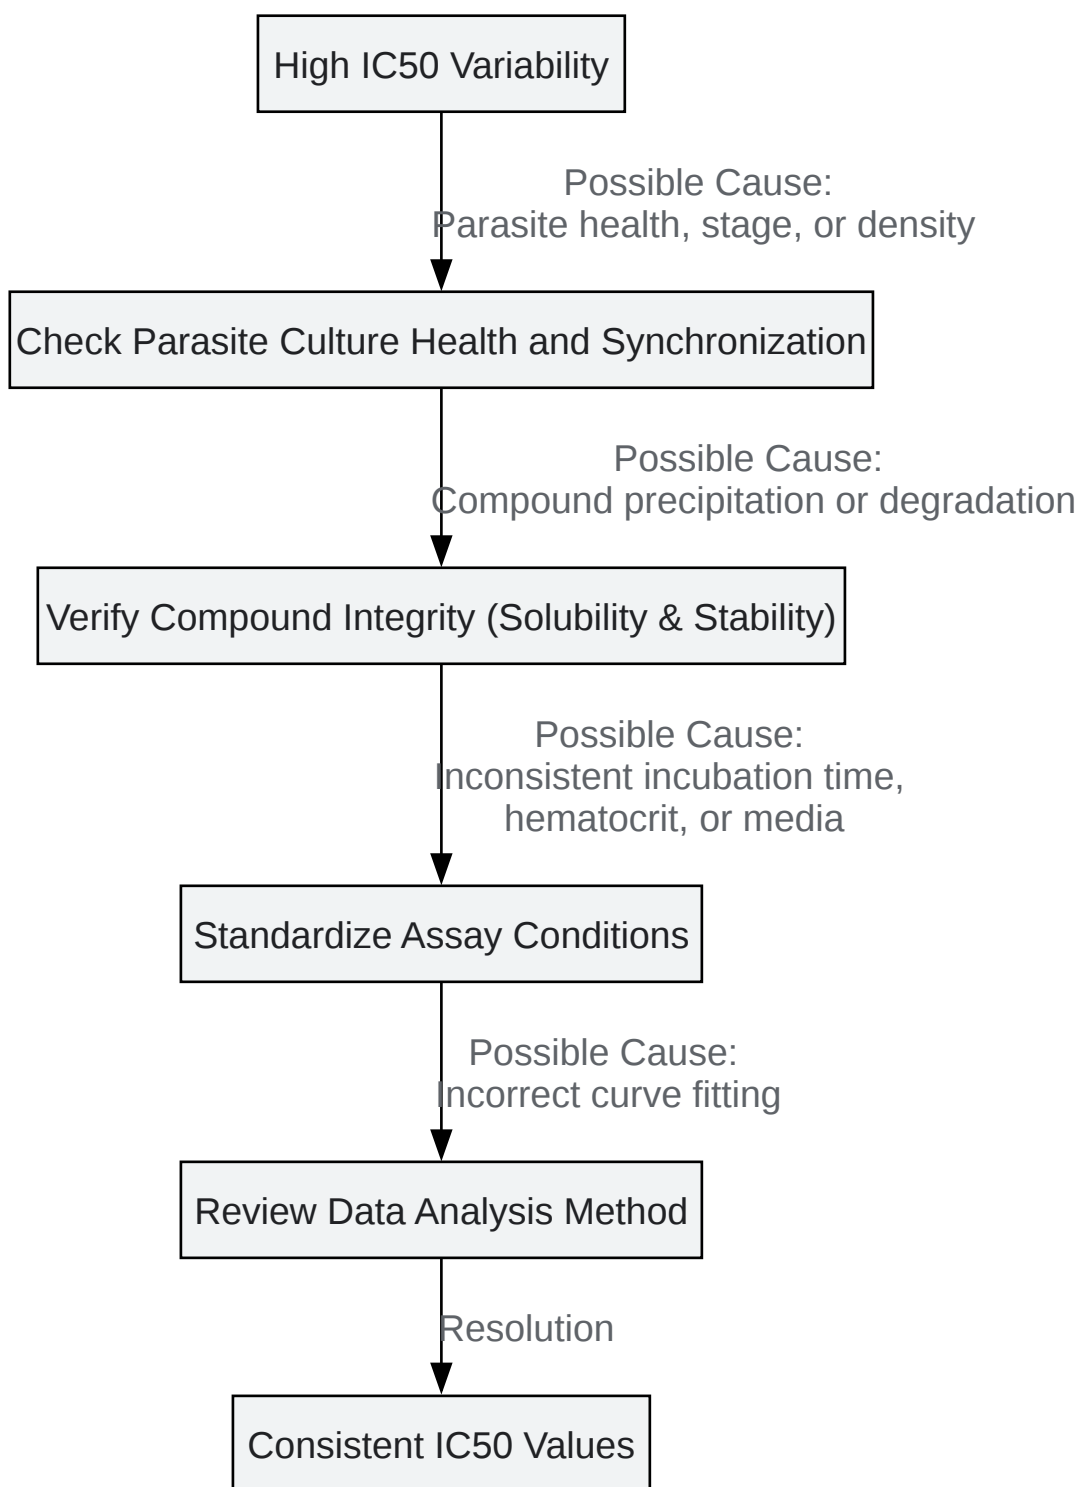 High IC50 Variability
Possible Cause:
Parasite health, stage, or density
Check Parasite Culture Health and Synchronization
Possible Cause:
Compound precipitation or degradation
Verify Compound Integrity (Solubility & Stability)
Possible Cause:
Inconsistent incubation time,
hematocrit, or media
Standardize Assay Conditions
Possible Cause:
Incorrect curve fitting
Review Data Analysis Method
Resolution
Consistent IC50 Values